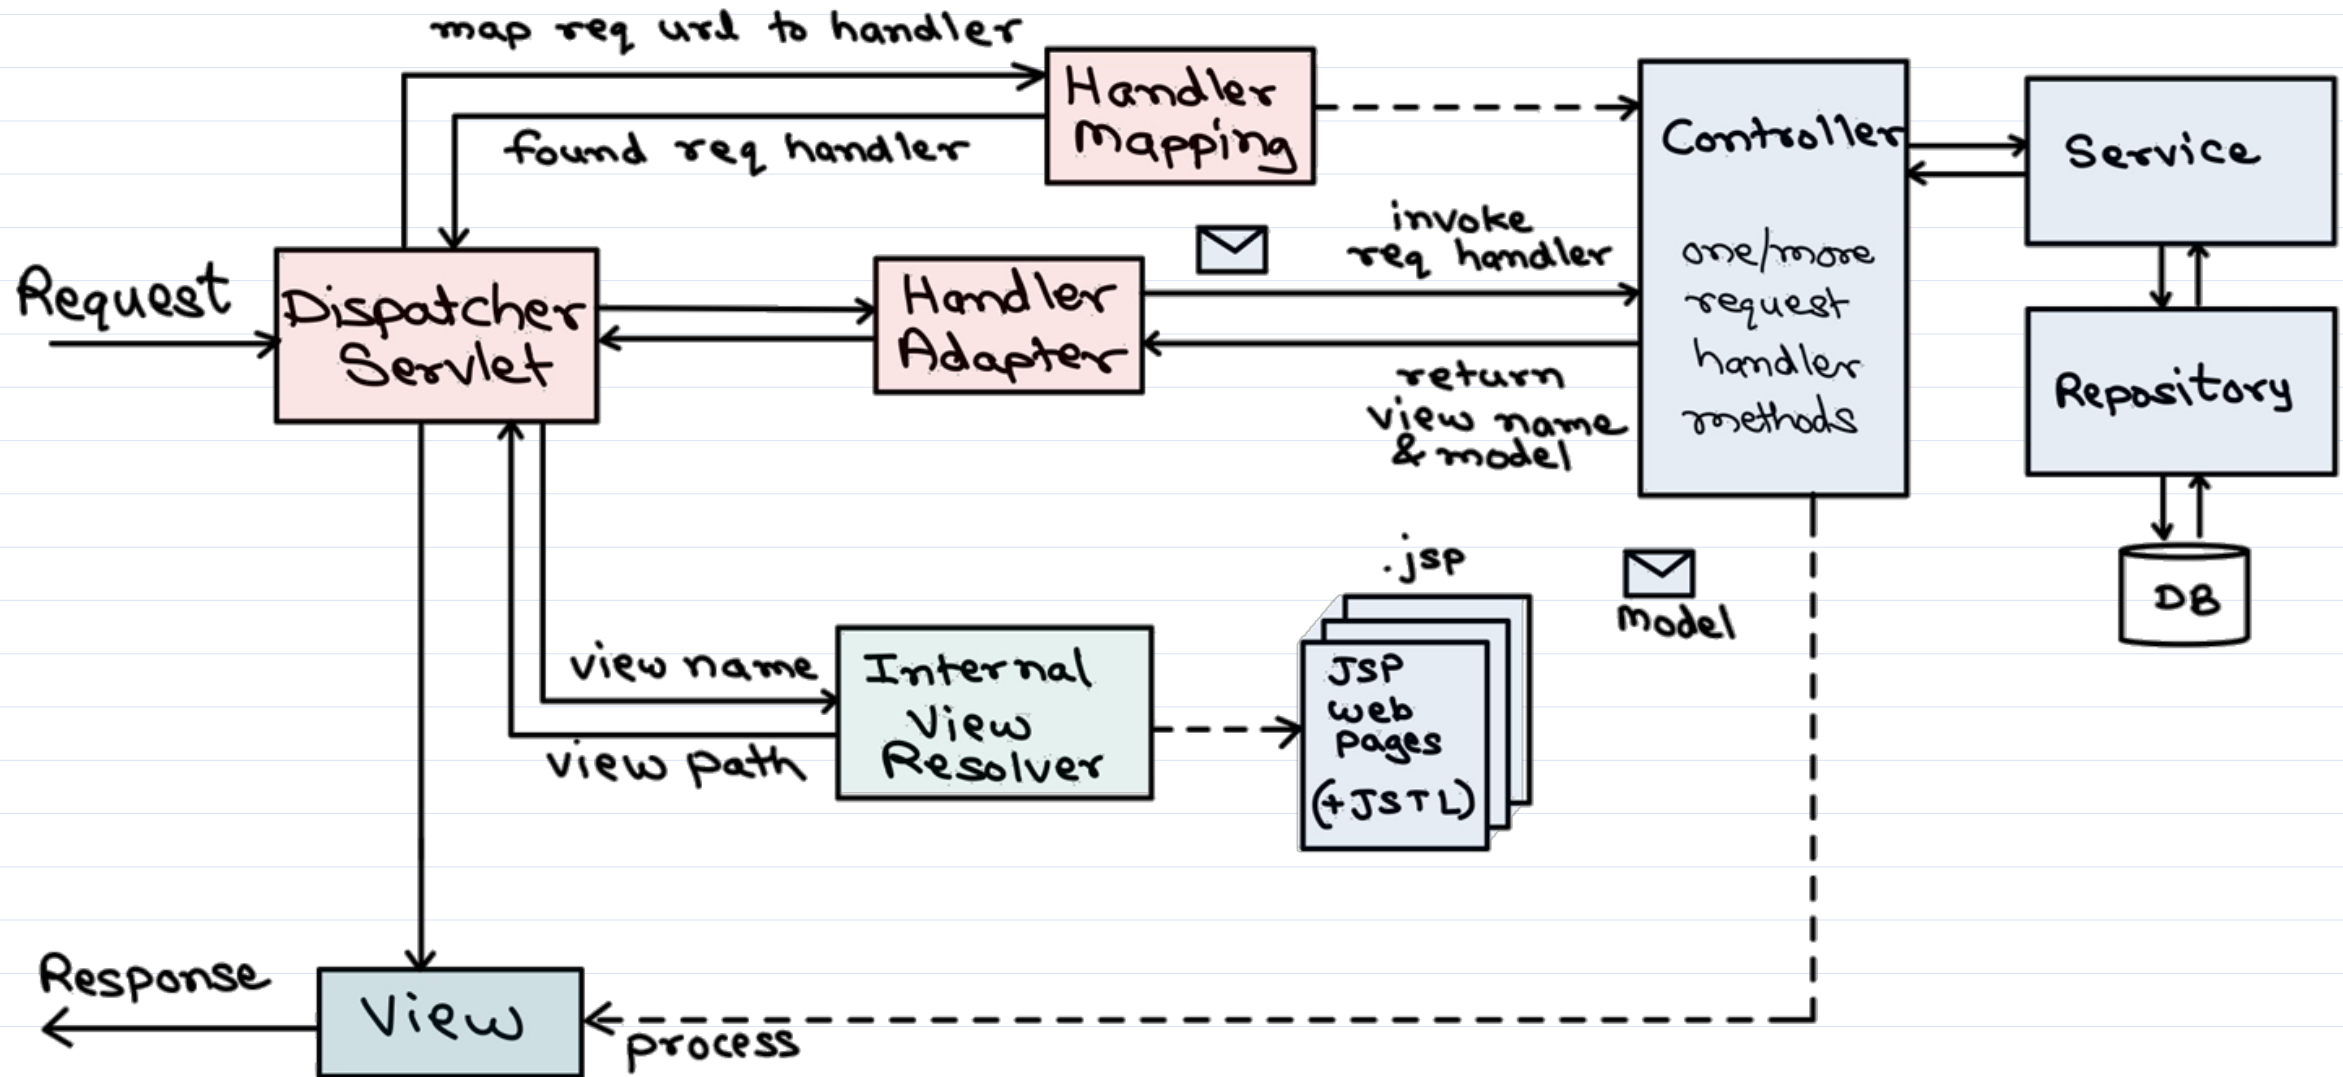 map req url to handler
Handler
Mapping
found req handler
Controller
Service
one/more
request
handler
methods
invoke
req handler
Request
Dispatcher
Servlet
Handler
Adapter
return
view name
& model
Repository
.jsp
model
DB
view name
view path
Internal
View
Resolver
JSP
web
pages
(+JSTL)
Response
View
process